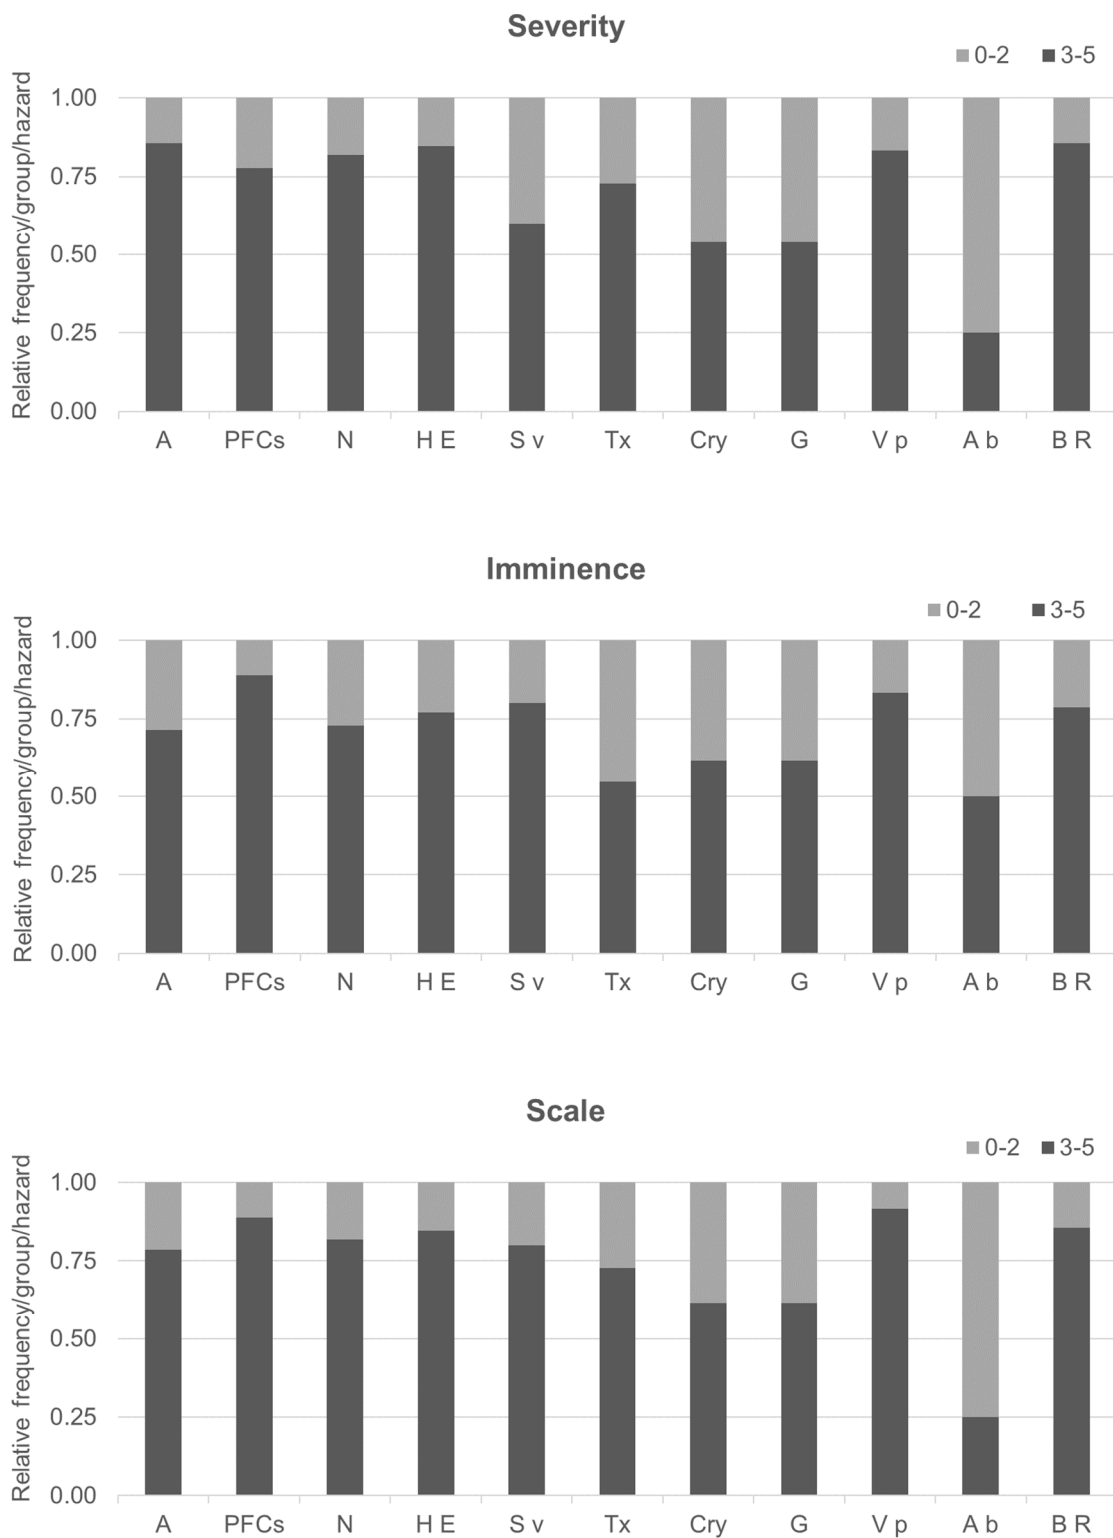 Severity
0-2 3-5
Relative frequency/group/hazard
1.00
0.75
0.50
0.25
0.00
A PFCs N H E S v Tx Cry G V p A b B R
Imminence
0-2 3-5
Relative frequency/group/hazard
1.00
0.75
0.50
0.25
0.00
A PFCs N H E S v Tx Cry G V p A b B R
Scale
0-2 3-5
Relative frequency/group/hazard
1.00
0.75
0.50
0.25
0.00
A PFCs N H E S v Tx Cry G V p A b B R